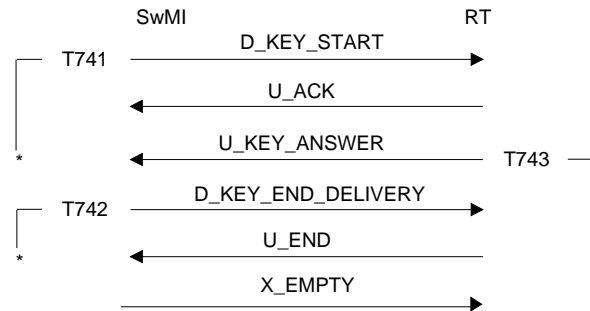 SwMI RT
D_KEY_START
T741
U_ACK
U_KEY_ANSWER
* T743
D_KEY_END_DELIVERY
T742
U_END
*
X_EMPTY